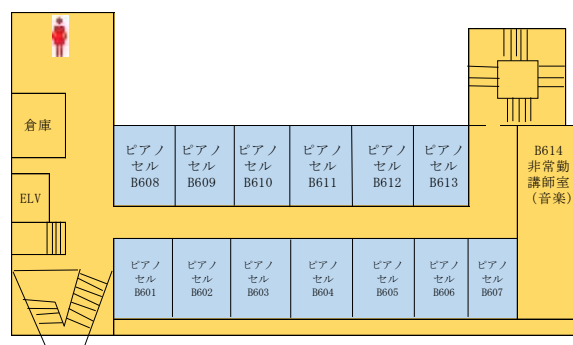 倉庫
ELV
ピアノ
セル
B608
ピアノ
セル
B609
ピアノ
セル
B610
ピアノ
セル
B611
ピアノ
セル
B612
ピアノ
セル
B613
B614
非常勤
講師室
(音楽)
ピアノ
セル
B601
ピアノ
セル
B602
ピアノ
セル
B603
ピアノ
セル
B604
ピアノ
セル
B605
ピアノ
セル
B606
ピアノ
セル
B607